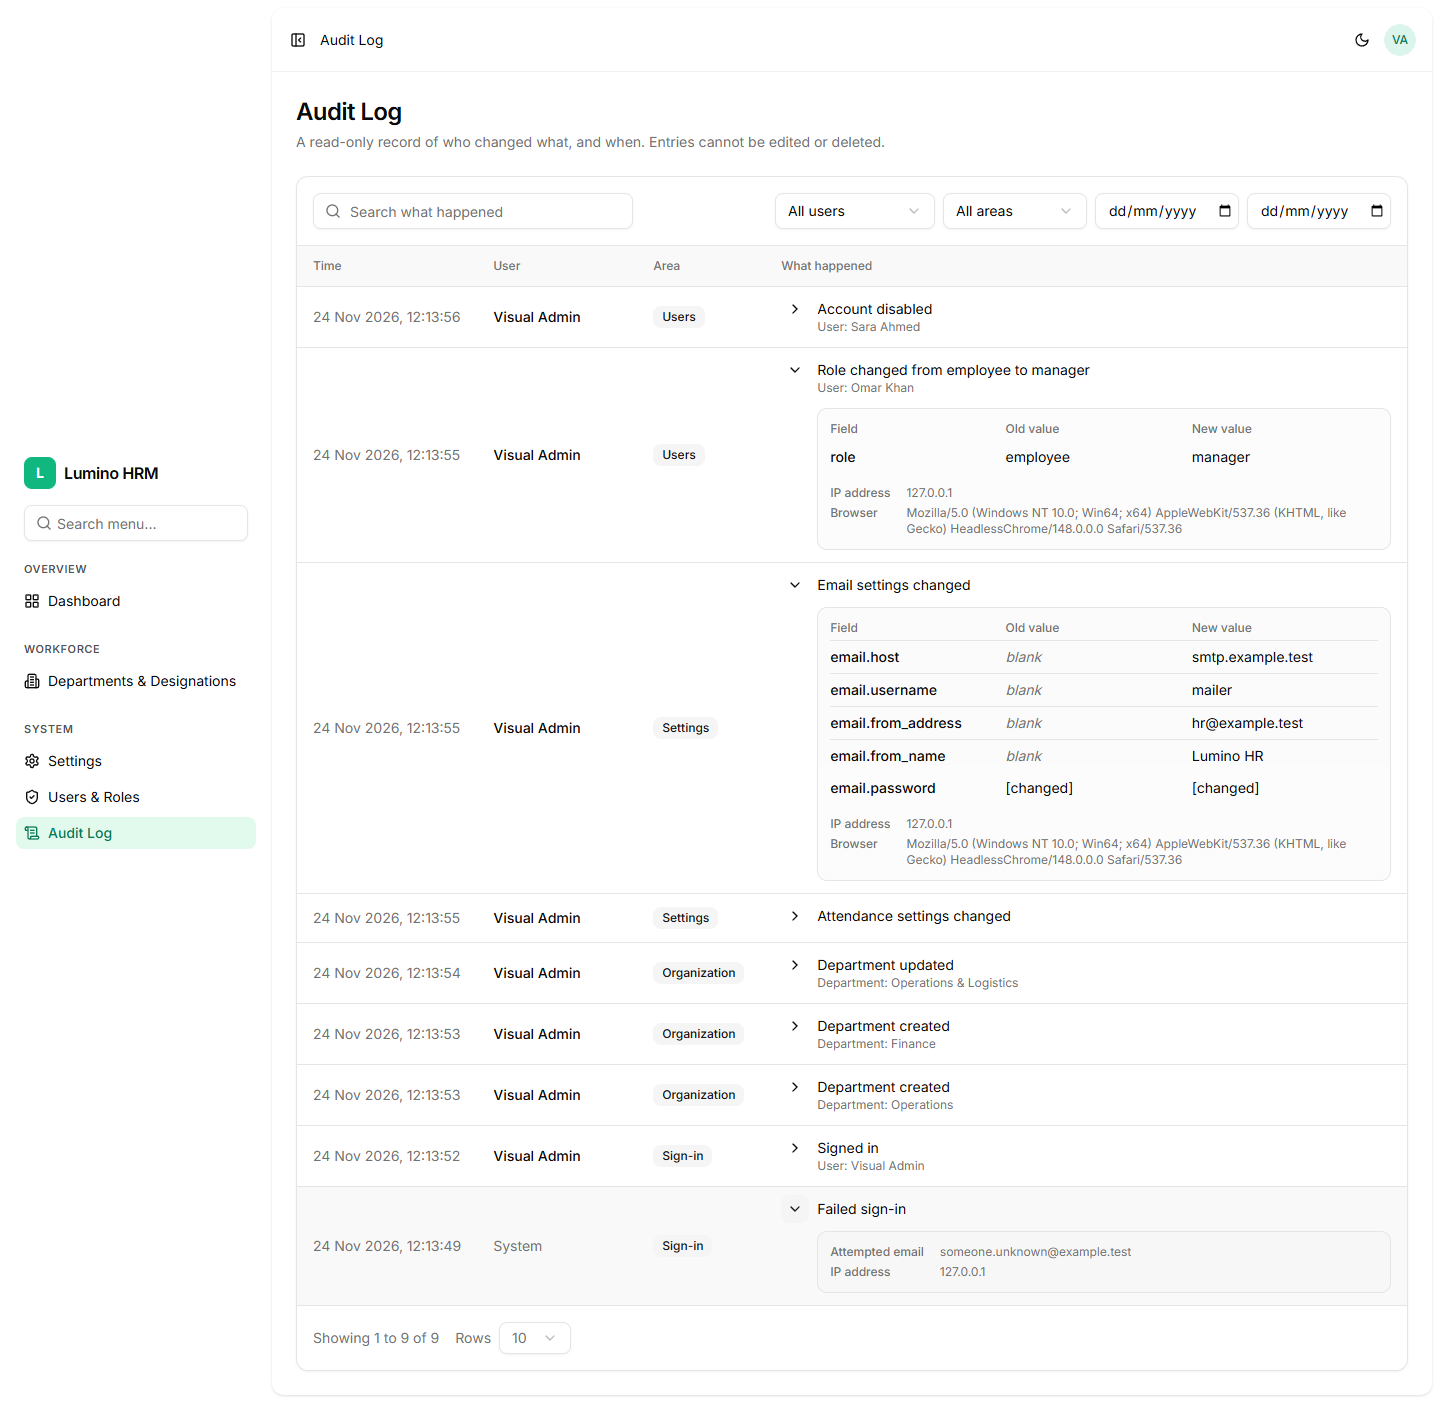 Audit Log
VA
L
Lumino HRM
Search menu...
OVERVIEW
Dashboard
WORKFORCE
Departments & Designations
SYSTEM
Settings
Users & Roles
Audit Log
Audit Log
A read-only record of who changed what, and when. Entries cannot be edited or deleted.
Search what happened
All users
All areas
dd/mm/yyyy
dd/mm/yyyy
Time User Area What happened
24 Nov 2026, 12:13:56 Visual Admin Users Account disabled
User: Sara Ahmed
24 Nov 2026, 12:13:55 Visual Admin Users Role changed from employee to manager
User: Omar Khan
Field Old value New value
role employee manager
IP address 127.0.0.1
Browser Mozilla/5.0 (Windows NT 10.0; Win64; x64) AppleWebKit/537.36 (KHTML, like
Gecko) HeadlessChrome/148.0.0.0 Safari/537.36
24 Nov 2026, 12:13:55 Visual Admin Settings Email settings changed
Field Old value New value
email.host blank smtp.example.test
email.username blank mailer
email.from_address blank hr@example.test
email.from_name blank Lumino HR
email.password [changed] [changed]
IP address 127.0.0.1
Browser Mozilla/5.0 (Windows NT 10.0; Win64; x64) AppleWebKit/537.36 (KHTML, like
Gecko) HeadlessChrome/148.0.0.0 Safari/537.36
24 Nov 2026, 12:13:55 Visual Admin Settings Attendance settings changed
24 Nov 2026, 12:13:54 Visual Admin Organization Department updated
Department: Operations & Logistics
24 Nov 2026, 12:13:53 Visual Admin Organization Department created
Department: Finance
24 Nov 2026, 12:13:53 Visual Admin Organization Department created
Department: Operations
24 Nov 2026, 12:13:52 Visual Admin Sign-in Signed in
User: Visual Admin
24 Nov 2026, 12:13:49 System Sign-in Failed sign-in
Attempted email someone.unknown@example.test
IP address 127.0.0.1
Showing 1 to 9 of 9 Rows 10